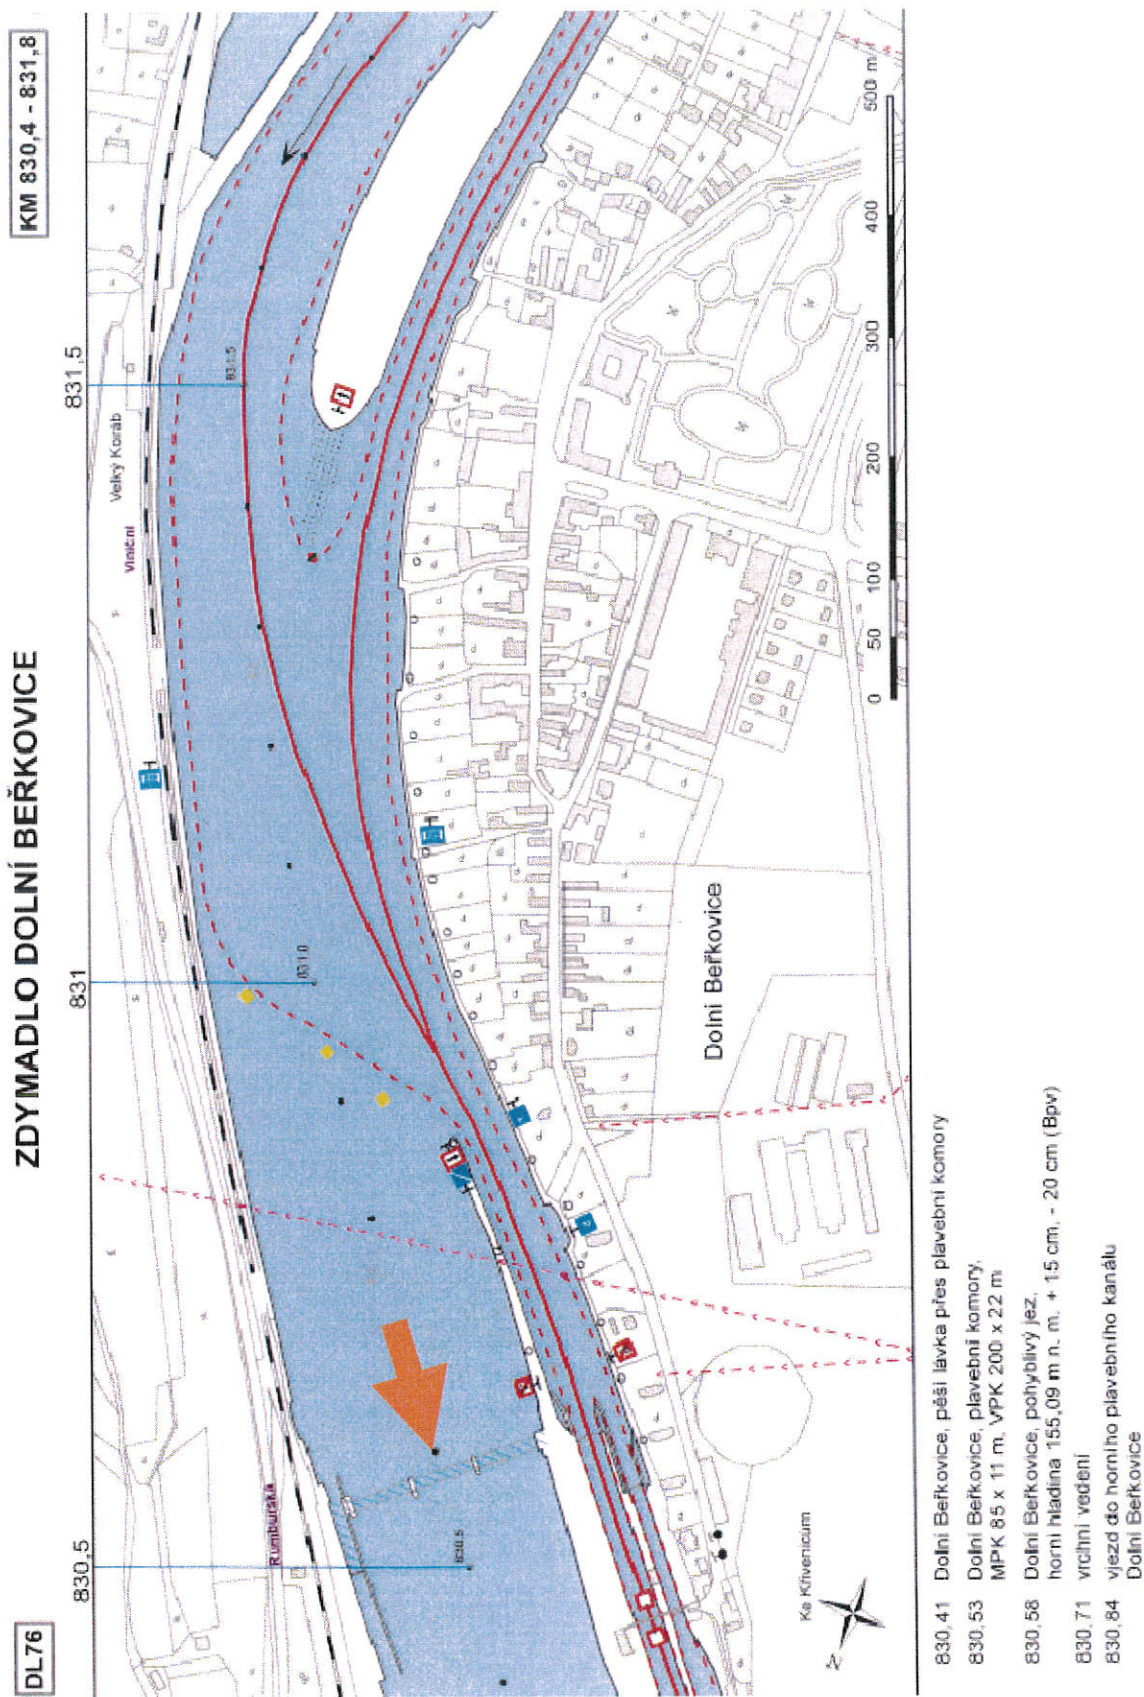 DL76
ZDYMADLO DOLNÍ BEŘKOVICE
KM 830,4 - 831,8
830,5
831
831,5
Rumburská
Viniční
Velký Koráb
830.5
831.0
831.5
Dolní Beřkovice
Ke Křivenicům
N
0
50
100
200
300
400
500 m
830,41 Dolní Beřkovice, pěší lávka přes plavební komory
830,53 Dolní Beřkovice, plavební komory,
MPK 85 x 11 m, VPK 200 x 22 m
830,58 Dolní Beřkovice, pohyblivý jez,
horní hladina 155,09 m n. m. + 15 cm, - 20 cm (Bpv)
830,71 vrchní vedení
830,84 vjezd do horního plavebního kanálu
Dolní Beřkovice